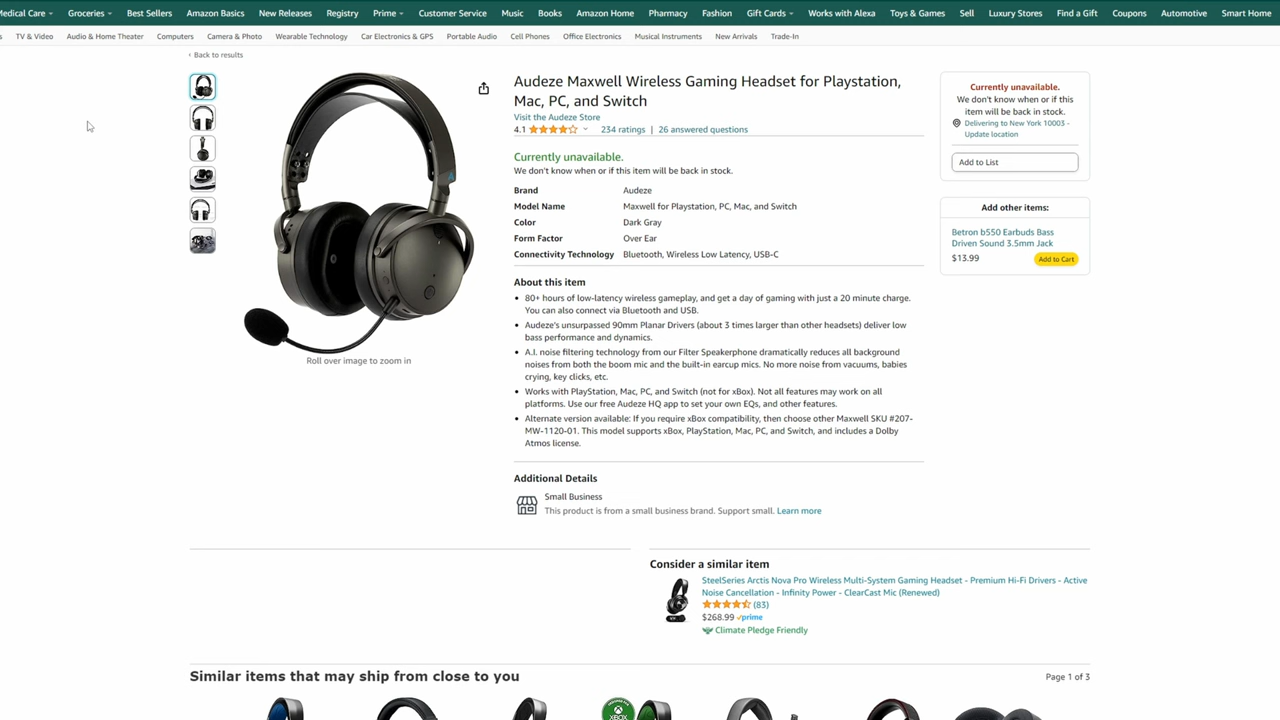 Medical Care Groceries Best Sellers Amazon Basics New Releases Registry Prime Customer Service Music Books Amazon Home Pharmacy Fashion Gift Cards Works with Alexa Toys & Games Sell Luxury Stores Find a Gift Coupons Automotive Smart Home
s TV & Video Audio & Home Theater Computers Camera & Photo Wearable Technology Car Electronics & GPS Portable Audio Cell Phones Office Electronics Musical Instruments New Arrivals Trade-In
‹ Back to results
Audeze Maxwell Wireless Gaming Headset for Playstation,
Mac, PC, and Switch
Visit the Audeze Store
4.1 234 ratings | 26 answered questions
Currently unavailable.
We don't know when or if this item will be back in stock.
Brand Audeze
Model Name Maxwell for Playstation, PC, Mac, and Switch
Color Dark Gray
Form Factor Over Ear
Connectivity Technology Bluetooth, Wireless Low Latency, USB-C
About this item
• 80+ hours of low-latency wireless gameplay, and get a day of gaming with just a 20 minute charge.
You can also connect via Bluetooth and USB.
• Audeze's unsurpassed 90mm Planar Drivers (about 3 times larger than other headsets) deliver low
bass performance and dynamics.
• A.I. noise filtering technology from our Filter Speakerphone dramatically reduces all background
noises from both the boom mic and the built-in earcup mics. No more noise from vacuums, babies
crying, key clicks, etc.
• Works with PlayStation, Mac, PC, and Switch (not for xBox). Not all features may work on all
platforms. Use our free Audeze HQ app to set your own EQs, and other features.
• Alternate version available: If you require xBox compatibility, then choose other Maxwell SKU #207-
MW-1120-01. This model supports xBox, PlayStation, Mac, PC, and Switch, and includes a Dolby
Atmos license.
Additional Details
Small Business
This product is from a small business brand. Support small. Learn more
Roll over image to zoom in
Currently unavailable.
We don't know when or if this
item will be back in stock.
Delivering to New York 10003 -
Update location
Add to List
Add other items:
Betron b550 Earbuds Bass
Driven Sound 3.5mm Jack
$13.99 Add to Cart
Consider a similar item
SteelSeries Arctis Nova Pro Wireless Multi-System Gaming Headset - Premium Hi-Fi Drivers - Active
Noise Cancellation - Infinity Power - ClearCast Mic (Renewed)
(83)
$268.99 prime
Climate Pledge Friendly
Similar items that may ship from close to you
Page 1 of 3
XBOX